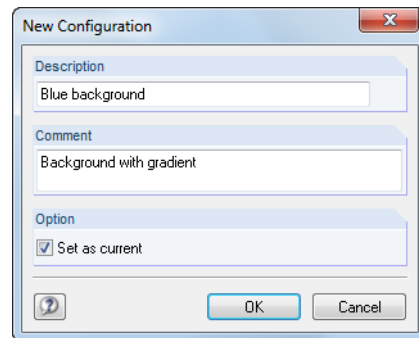 New Configuration
Description
Blue background
Comment
Background with gradient
Option
Set as current
OK
Cancel